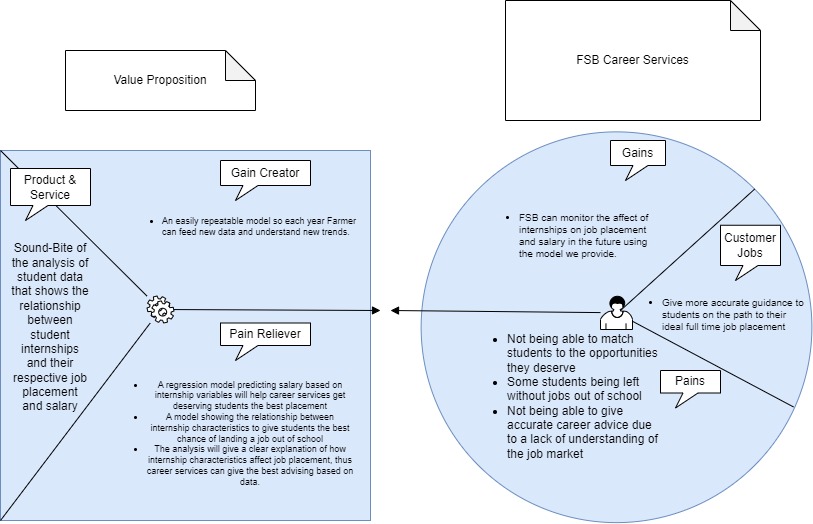 Value Proposition
FSB Career Services
Product &
Service
Sound-Bite of
the analysis of
student data
that shows the
relationship
between
student
internships
and their
respective job
placement
and salary
Gain Creator
An easily repeatable model so each year Farmer
can feed new data and understand new trends.
Pain Reliever
A regression model predicting salary based on
internship variables will help career services get
deserving students the best placement
A model showing the relationship between
internship characteristics to give students the best
chance of landing a job out of school
The analysis will give a clear explanation of how
internship characteristics affect job placement, thus
career services can give the best advising based on
data.
Gains
FSB can monitor the affect of
internships on job placement
and salary in the future using
the model we provide.
Customer
Jobs
Give more accurate guidance to
students on the path to their
ideal full time job placement
Pains
Not being able to match
students to the opportunities
they deserve
Some students being left
without jobs out of school
Not being able to give
accurate career advice due
to a lack of understanding of
the job market